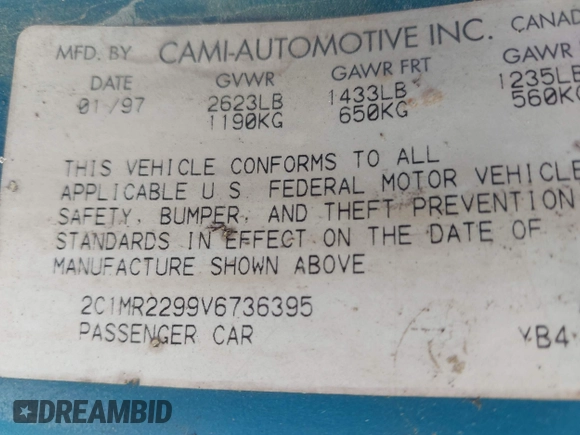 MFD. BY CAMI-AUTOMOTIVE INC. CANAD
DATE GVWR GAWR FRT GAWR
01/97 2623LB 1433LB 1235LB
1190KG 650KG 560KG
THIS VEHICLE CONFORMS TO ALL
APPLICABLE U S FEDERAL MOTOR VEHICLE
SAFETY, BUMPER, AND THEFT PREVENTION
STANDARDS IN EFFECT ON THE DATE OF
MANUFACTURE SHOWN ABOVE
2C1MR2299V6736395
PASSENGER CAR YB4
DREAMBID